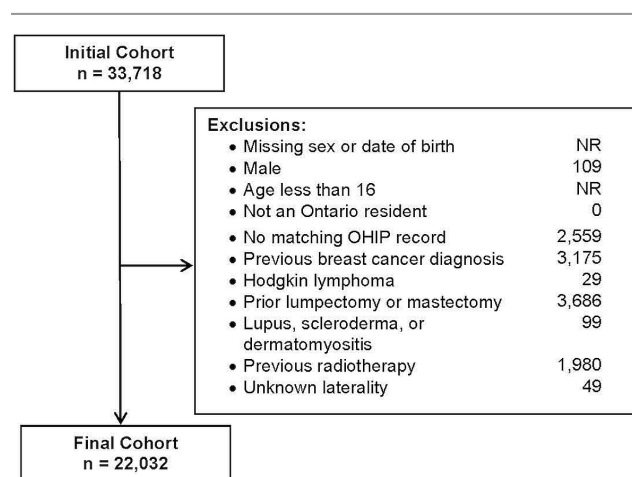 Initial Cohort
n = 33,718
Exclusions:
• Missing sex or date of birth NR
• Male 109
• Age less than 16 NR
• Not an Ontario resident 0
• No matching OHIP record 2,559
• Previous breast cancer diagnosis 3,175
• Hodgkin lymphoma 29
• Prior lumpectomy or mastectomy 3,686
• Lupus, scleroderma, or 99
dermatomyositis
• Previous radiotherapy 1,980
• Unknown laterality 49
Final Cohort
n = 22,032